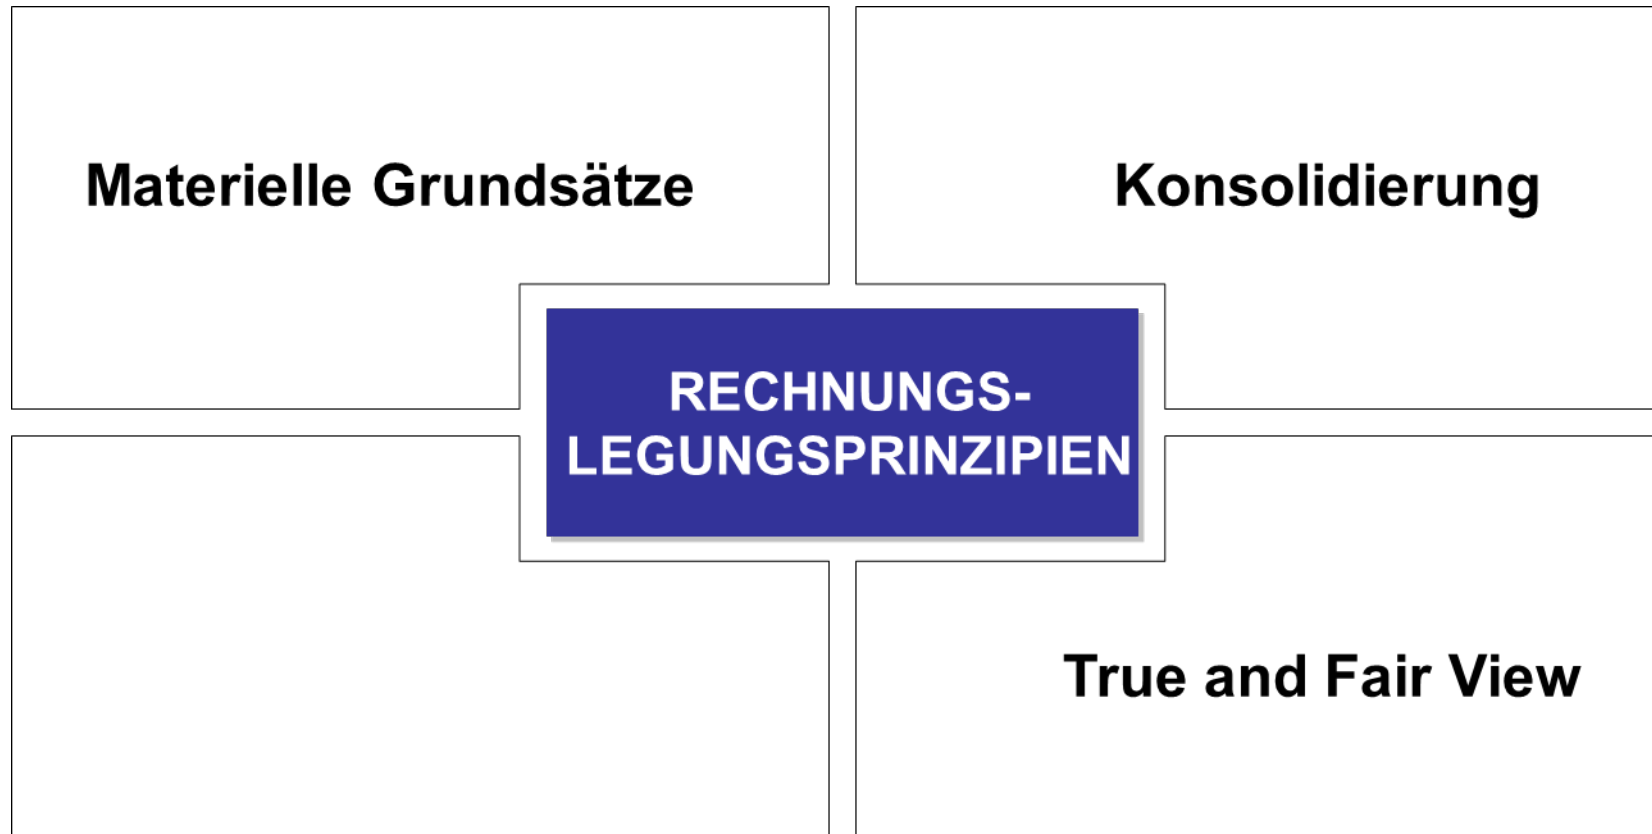 Materielle Grundsätze
Konsolidierung
RECHNUNGS-
LEGUNGSPRINZIPIEN
True and Fair View